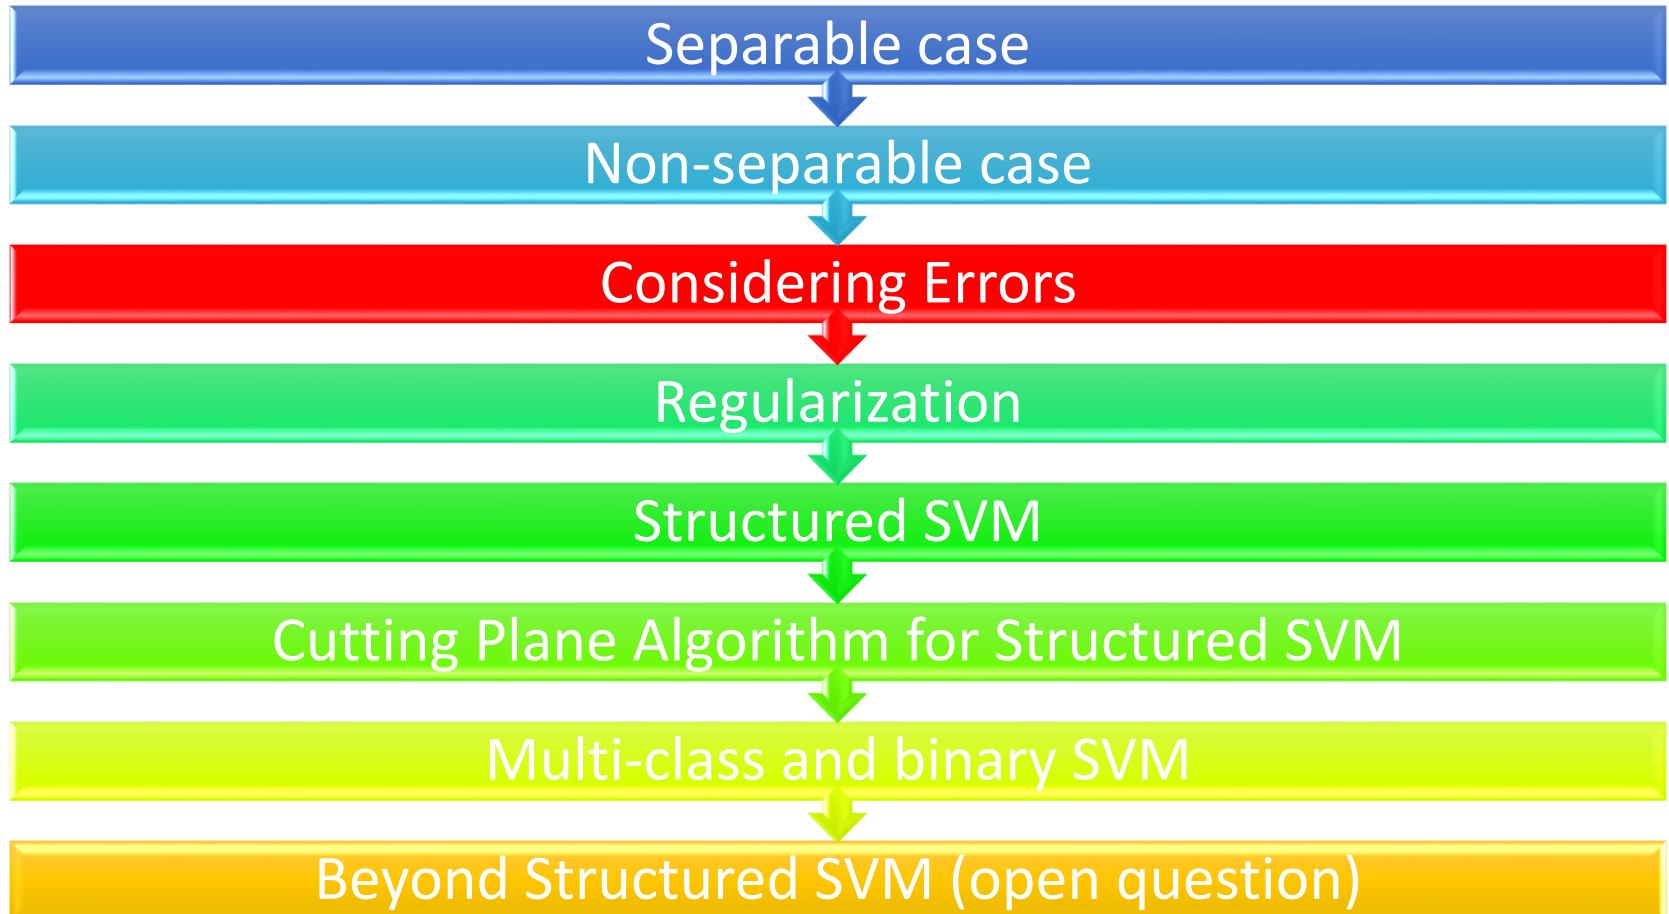 Separable case
Non-separable case
Considering Errors
Regularization
Structured SVM
Cutting Plane Algorithm for Structured SVM
Multi-class and binary SVM
Beyond Structured SVM (open question)